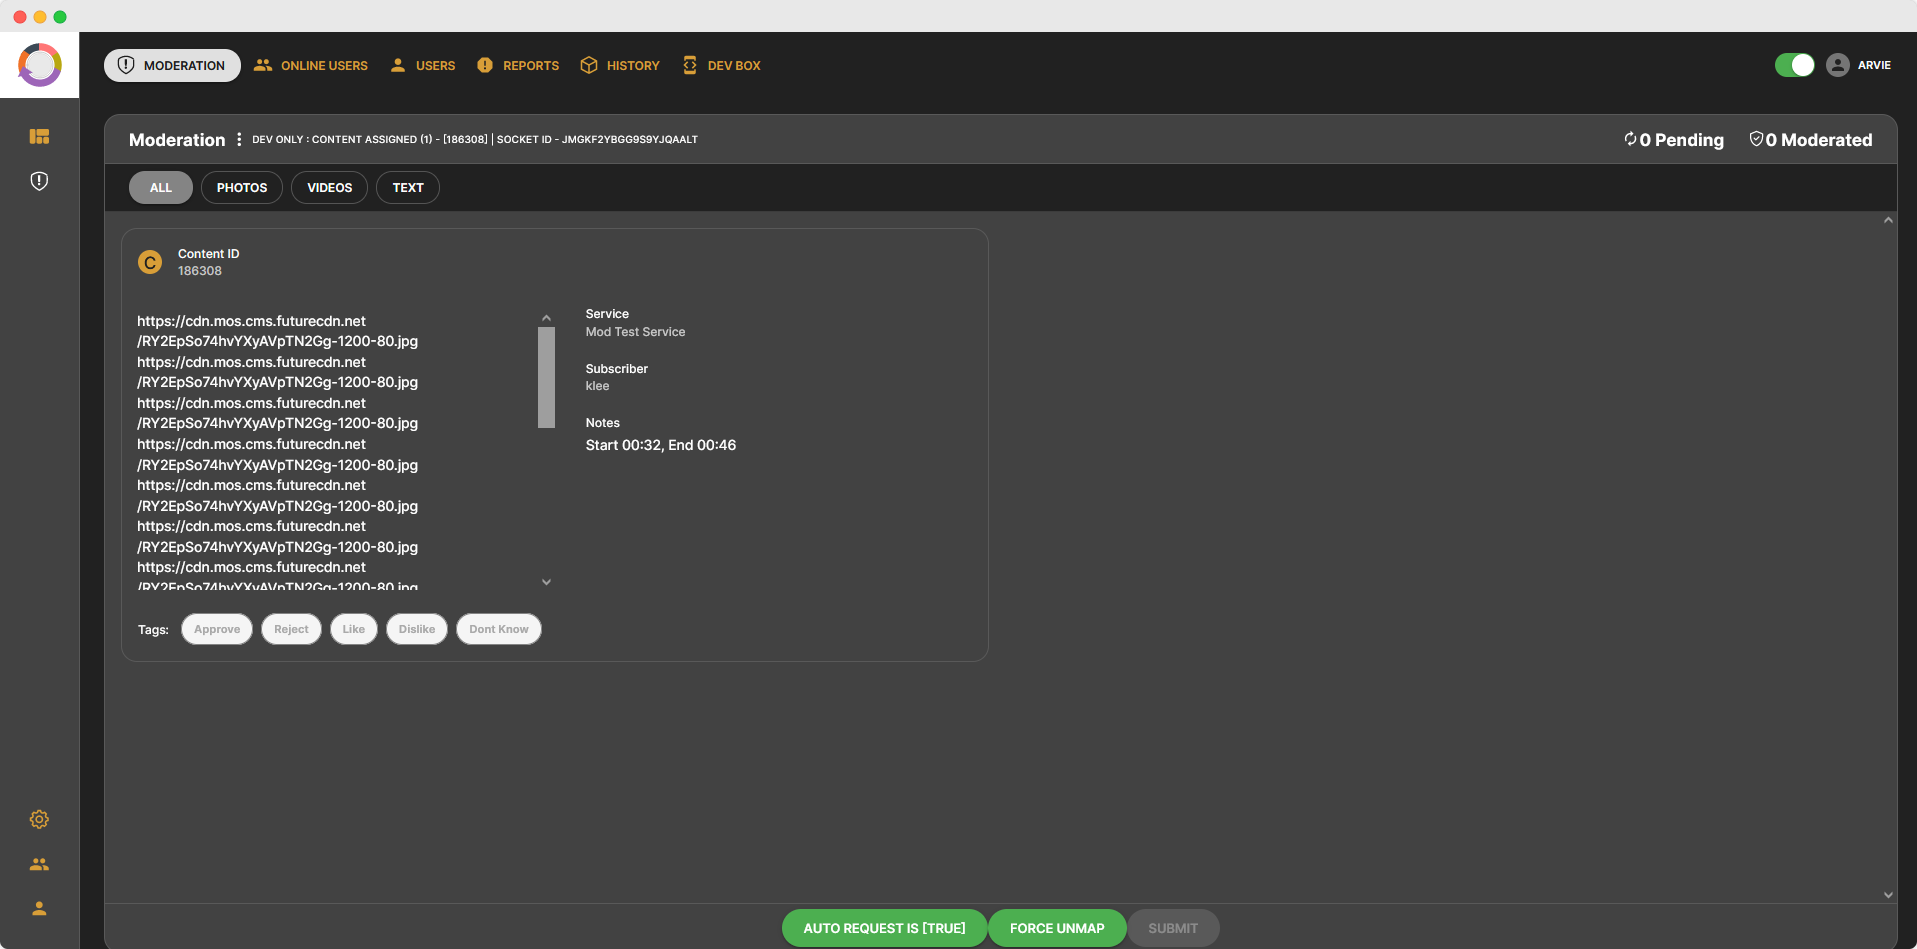 MODERATION ONLINE USERS USERS REPORTS HISTORY DEV BOX ARVIE
Moderation DEV ONLY : CONTENT ASSIGNED (1) - [186308] | SOCKET ID - JMGKF2YBGG9S9YJQAALT 0 Pending 0 Moderated
ALL PHOTOS VIDEOS TEXT
C
Content ID
186308
https://cdn.mos.cms.futurecdn.net
/RY2EpSo74hvYXyAVpTN2Gg-1200-80.jpg
https://cdn.mos.cms.futurecdn.net
/RY2EpSo74hvYXyAVpTN2Gg-1200-80.jpg
https://cdn.mos.cms.futurecdn.net
/RY2EpSo74hvYXyAVpTN2Gg-1200-80.jpg
https://cdn.mos.cms.futurecdn.net
/RY2EpSo74hvYXyAVpTN2Gg-1200-80.jpg
https://cdn.mos.cms.futurecdn.net
/RY2EpSo74hvYXyAVpTN2Gg-1200-80.jpg
https://cdn.mos.cms.futurecdn.net
/RY2EpSo74hvYXyAVpTN2Gg-1200-80.jpg
https://cdn.mos.cms.futurecdn.net
/RY2EpSo74hvYXyAVpTN2Gg-1200-80.jpg
Service
Mod Test Service
Subscriber
klee
Notes
Start 00:32, End 00:46
Tags: Approve Reject Like Dislike Dont Know
AUTO REQUEST IS [TRUE] FORCE UNMAP SUBMIT